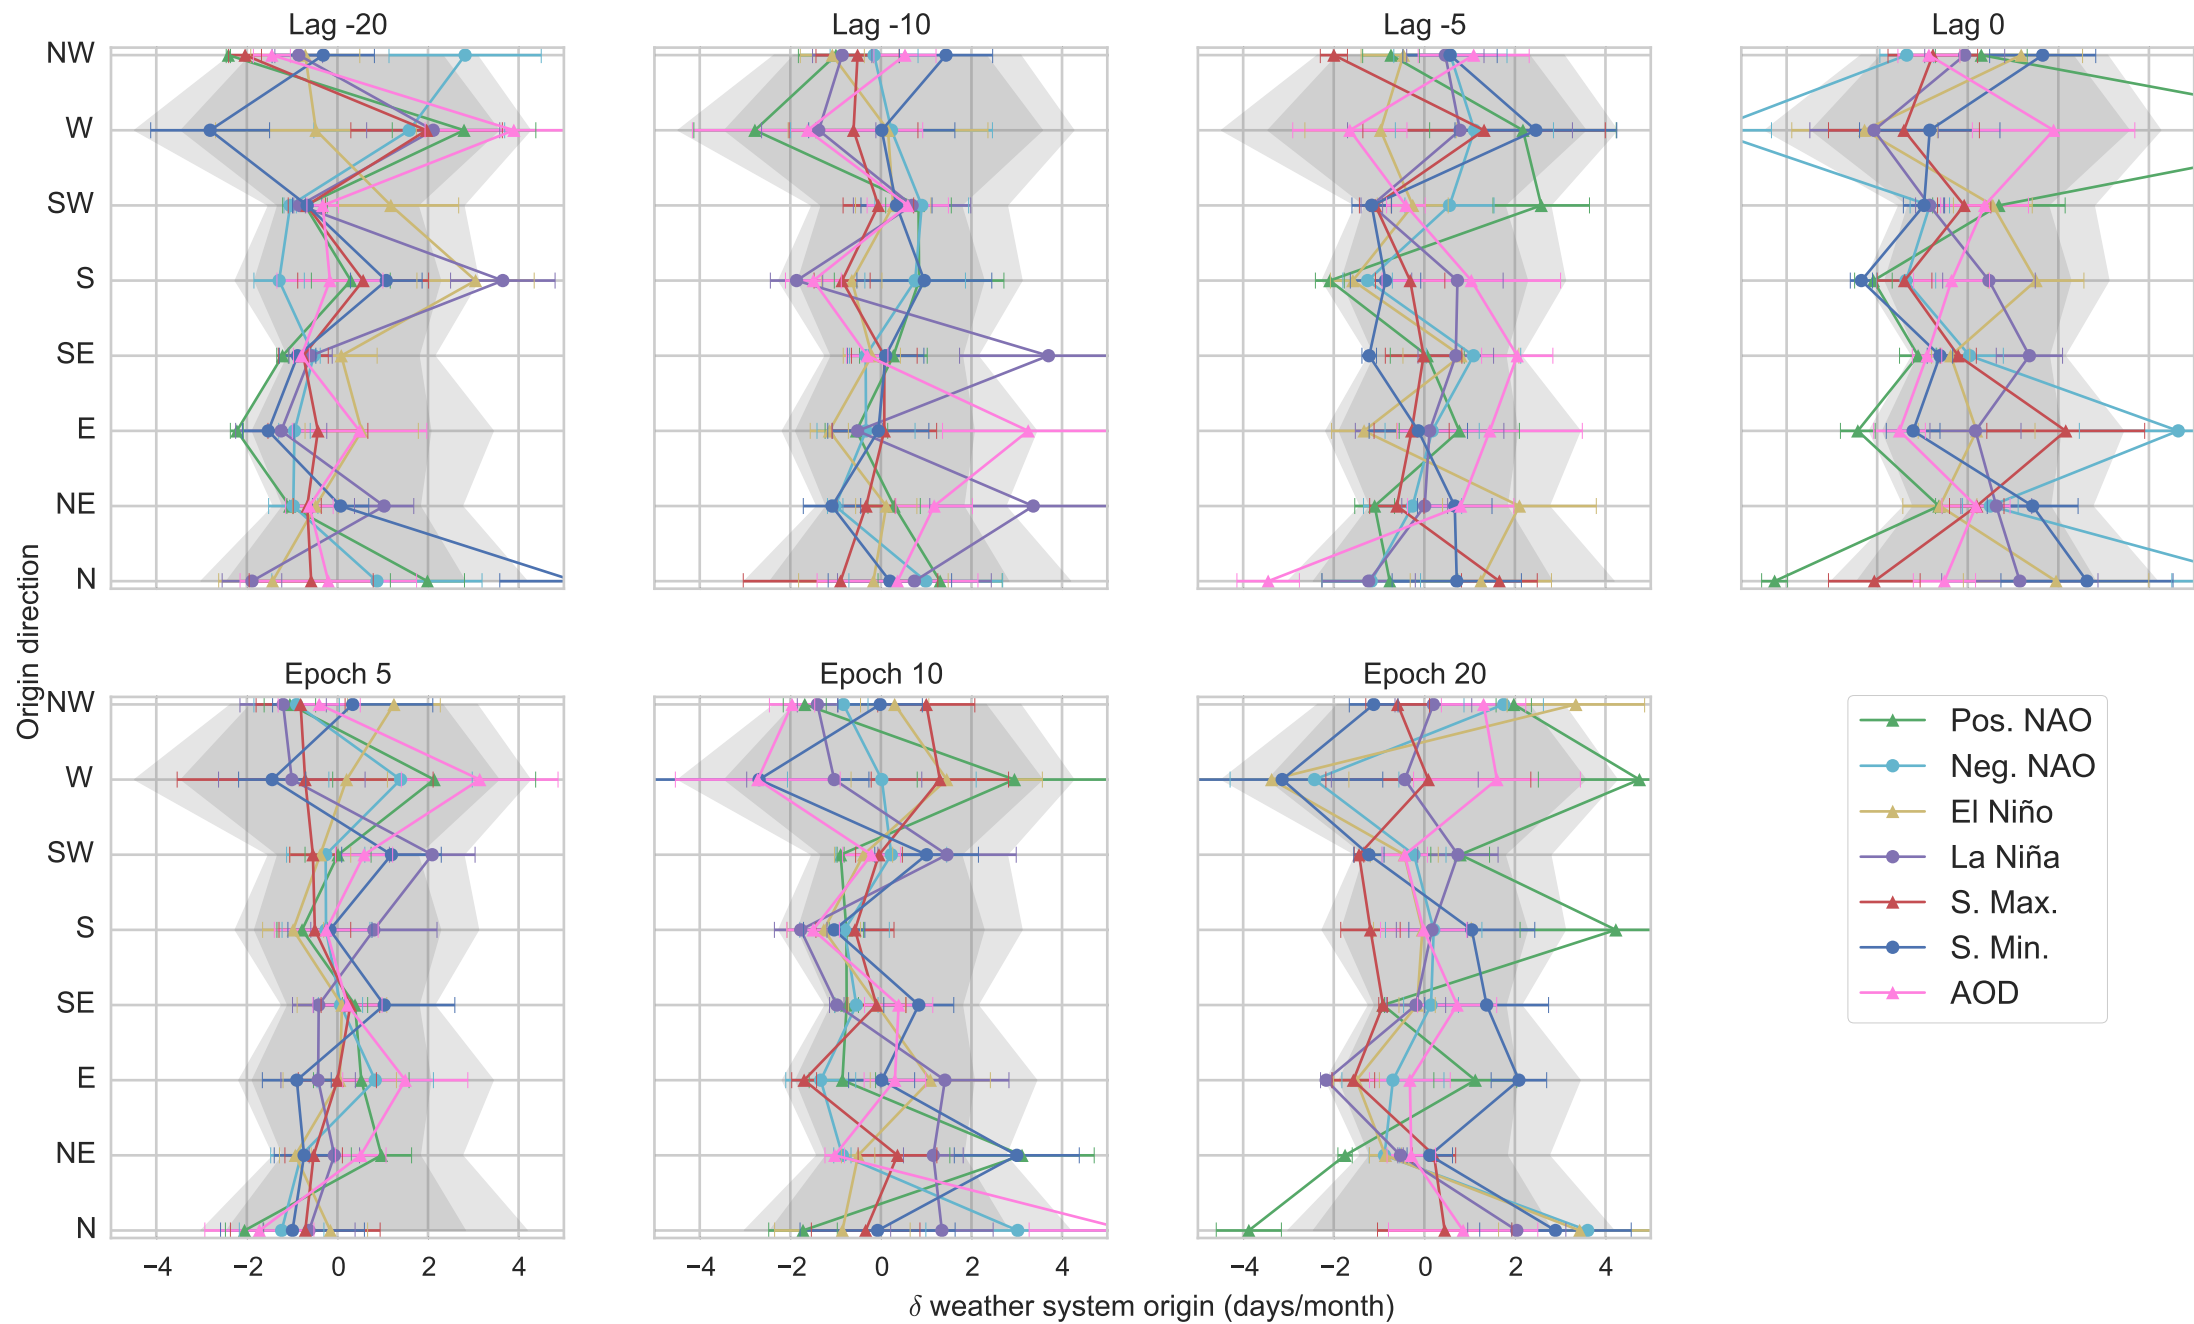 Lag -20
Lag -10
Lag -5
Lag 0
NW
W
SW
S
SE
E
NE
N
Origin direction
Epoch 5
Epoch 10
Epoch 20
NW
W
SW
S
SE
E
NE
N
−4 −2 0 2 4
−4 −2 0 2 4
−4 −2 0 2 4
δ weather system origin (days/month)
Pos. NAO
Neg. NAO
El Niño
La Niña
S. Max.
S. Min.
AOD